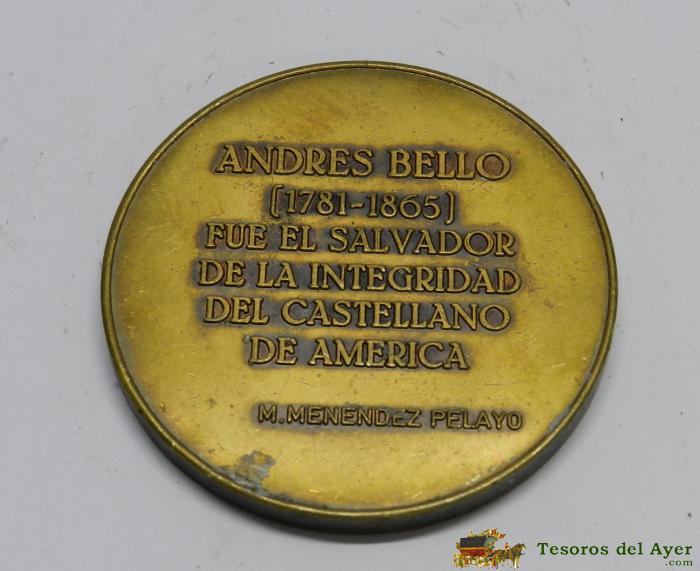 ANDRES BELLO
(1781-1865)
FUE EL SALVADOR
DE LA INTEGRIDAD
DEL CASTELLANO
DE AMERICA
M. MENENDEZ PELAYO
Tesoros del Ayer
.com